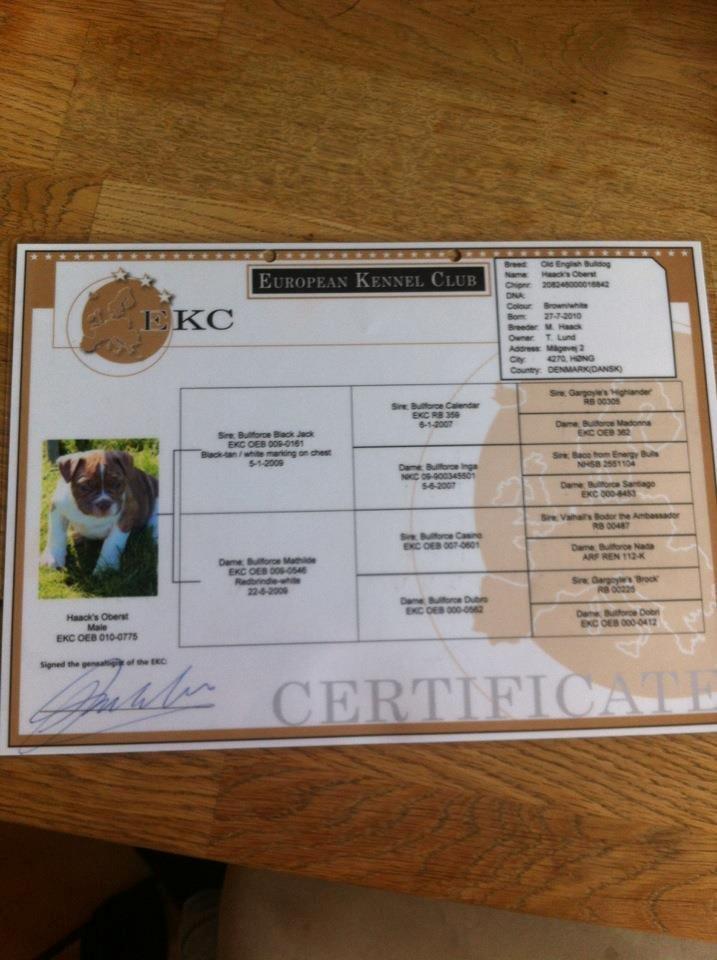 EUROPEAN KENNEL CLUB
EKC
Breed: Old English Bulldog
Name: Haack's Oberst
Chipnr: 208246000016842
DNA:
Colour: Brown/white
Born: 27-7-2010
Breeder: M. Haack
Owner: T. Lund
Address: Mågevej 2
City: 4270, HØNG
Country: DENMARK(DANSK)
Sire; Bullforce Black Jack
EKC OEB 009-0161
Black-tan / white marking on chest
5-1-2009
Dame; Bullforce Mathilde
EKC OEB 009-0546
Redbrindle-white
22-5-2009
Sire; Bullforce Calendar
EKC RB 359
6-1-2007
Dame; Bullforce Inga
NKC 09-900345501
5-6-2007
Sire; Bullforce Casino
EKC OEB 007-0601
Dame; Bullforce Dubro
EKC OEB 000-0562
Sire; Gargoyle's 'Highlander'
RB 00305
Dame; Bullforce Madonna
EKC OEB 362
Sire; Baco from Energy Bulls
NHSB 2551104
Dame; Bullforce Santiago
EKC 000-8453
Sire; Valhall's Bodor the Ambassador
RB 00487
Dame; Bullforce Nada
ARF REN 112-K
Sire; Gargoyle's 'Brock'
RB 00225
Dame; Bullforce Dobri
EKC OEB 000-0412
Haack's Oberst
Male
EKC OEB 010-0775
Signed the genealogist of the EKC:
CERTIFICATE